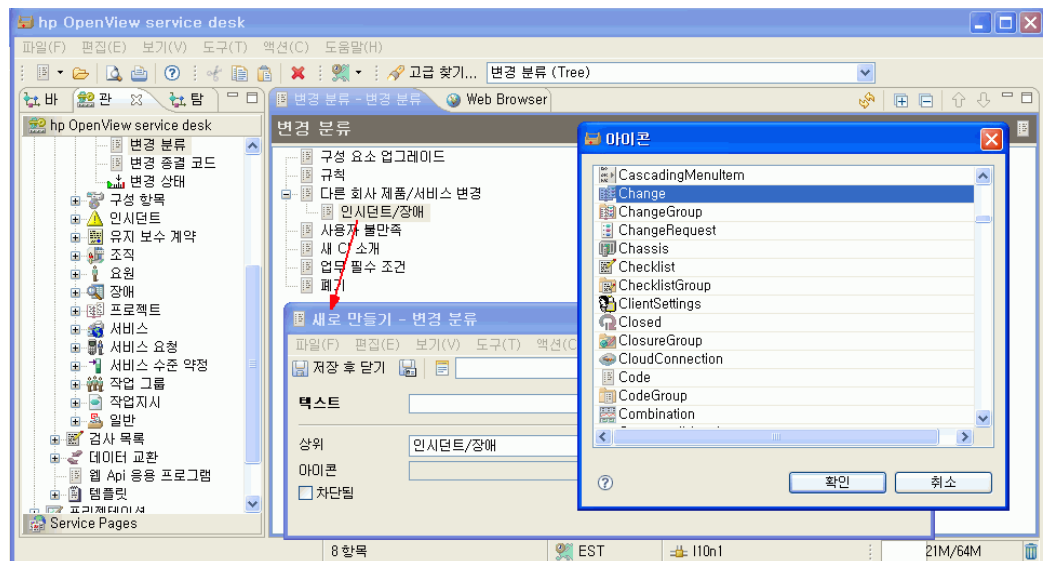 hp OpenView service desk
파일(F) 편집(E) 보기(V) 도구(T) 액션(C) 도움말(H)
고급 찾기... 변경 분류 (Tree)
바 관 탐
hp OpenView service desk
변경 분류
변경 종결 코드
변경 상태
구성 항목
인시던트
유지 보수 계약
조직
요원
장애
프로젝트
서비스
서비스 요청
서비스 수준 약정
작업 그룹
작업지시
일반
검사 목록
데이터 교환
웹 Api 응용 프로그램
템플릿
프리젠테이션
Service Pages
변경 분류 - 변경 분류 Web Browser
변경 분류
구성 요소 업그레이드
규칙
다른 회사 제품/서비스 변경
인시던트/장애
사용자 불만족
새 CI 소개
업무 필수 조건
폐기
새로 만들기 - 변경 분류
파일(F) 편집(E) 보기(V) 도구(T) 액션(C
저장 후 닫기
텍스트
상위 인시던트/장애
아이콘
차단됨
아이콘
CascadingMenuItem
Change
ChangeGroup
ChangeRequest
Chassis
Checklist
ChecklistGroup
ClientSettings
Closed
ClosureGroup
CloudConnection
Code
CodeGroup
Combination
확인 취소
8 항목 EST l10n1 21M/64M